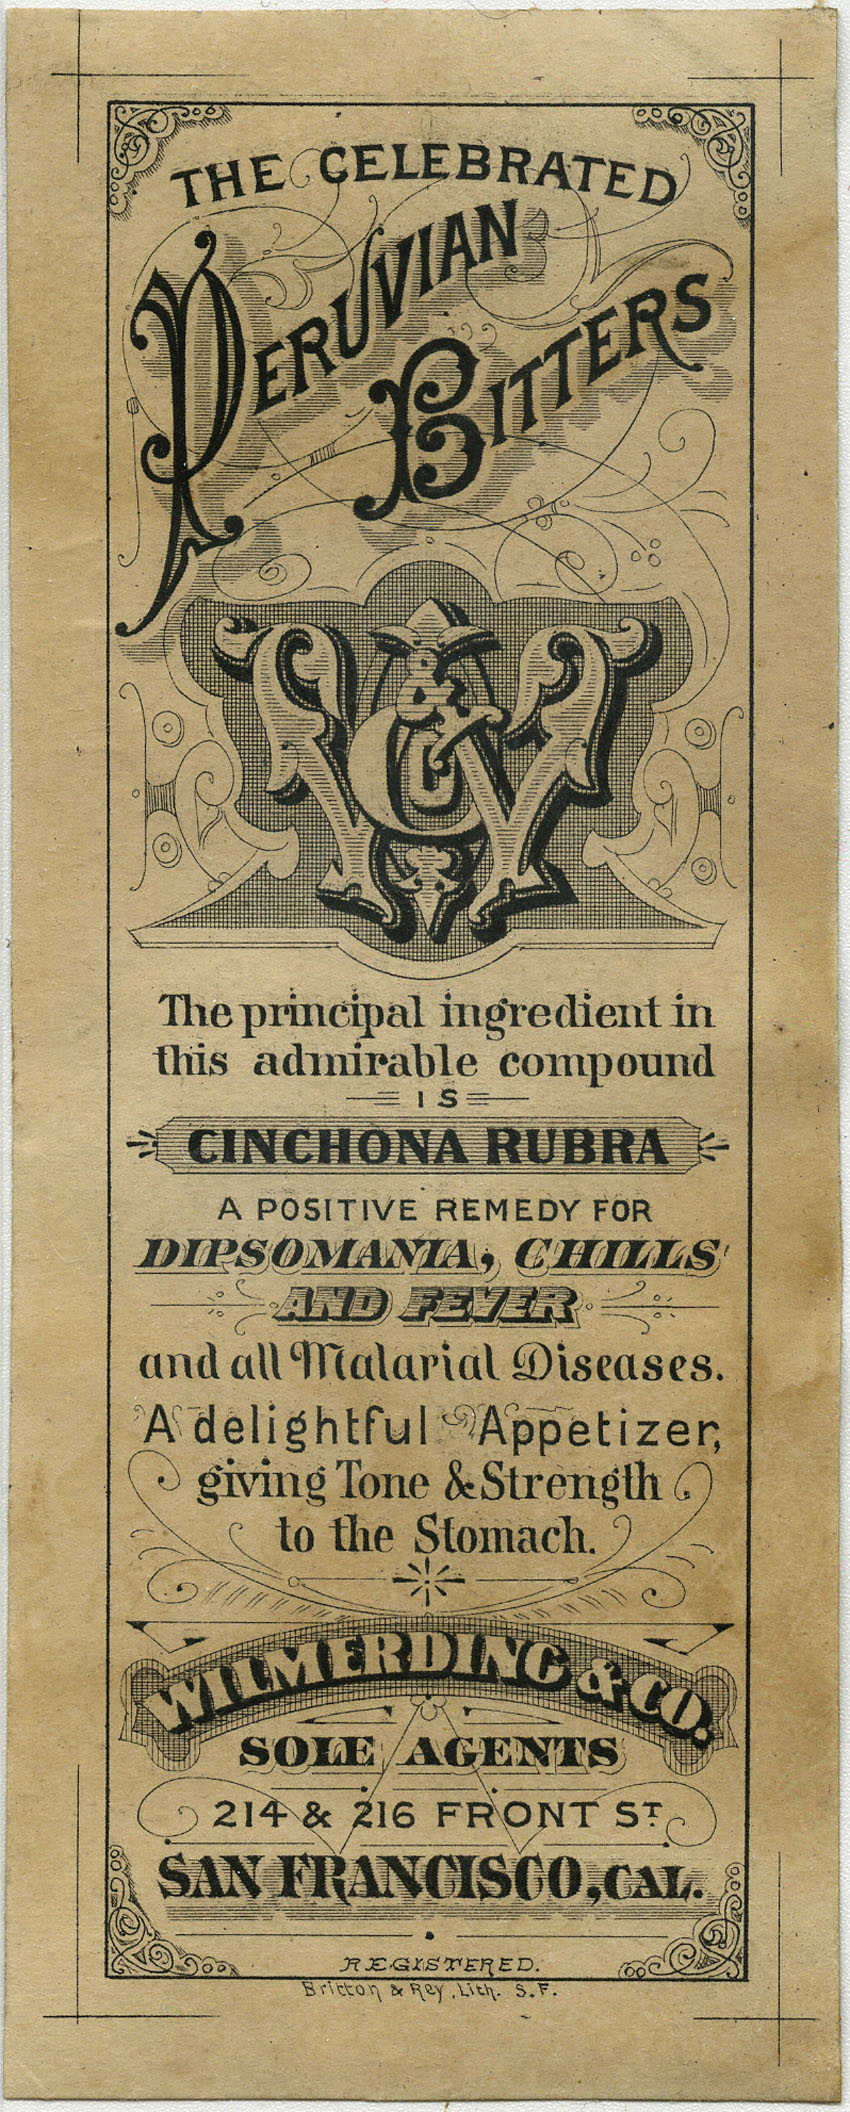 THE CELEBRATED
PERUVIAN
BITTERS
W & Co
The principal ingredient in
this admirable compound
IS
CINCHONA RUBRA
A POSITIVE REMEDY FOR
DIPSOMANIA, CHILLS
AND FEVER
and all Malarial Diseases.
A delightful Appetizer,
giving Tone & Strength
to the Stomach.
WILMERDING & CO.
SOLE AGENTS
214 & 216 FRONT ST.
SAN FRANCISCO, CAL.
REGISTERED.
Britton & Rey, Lith. S.F.